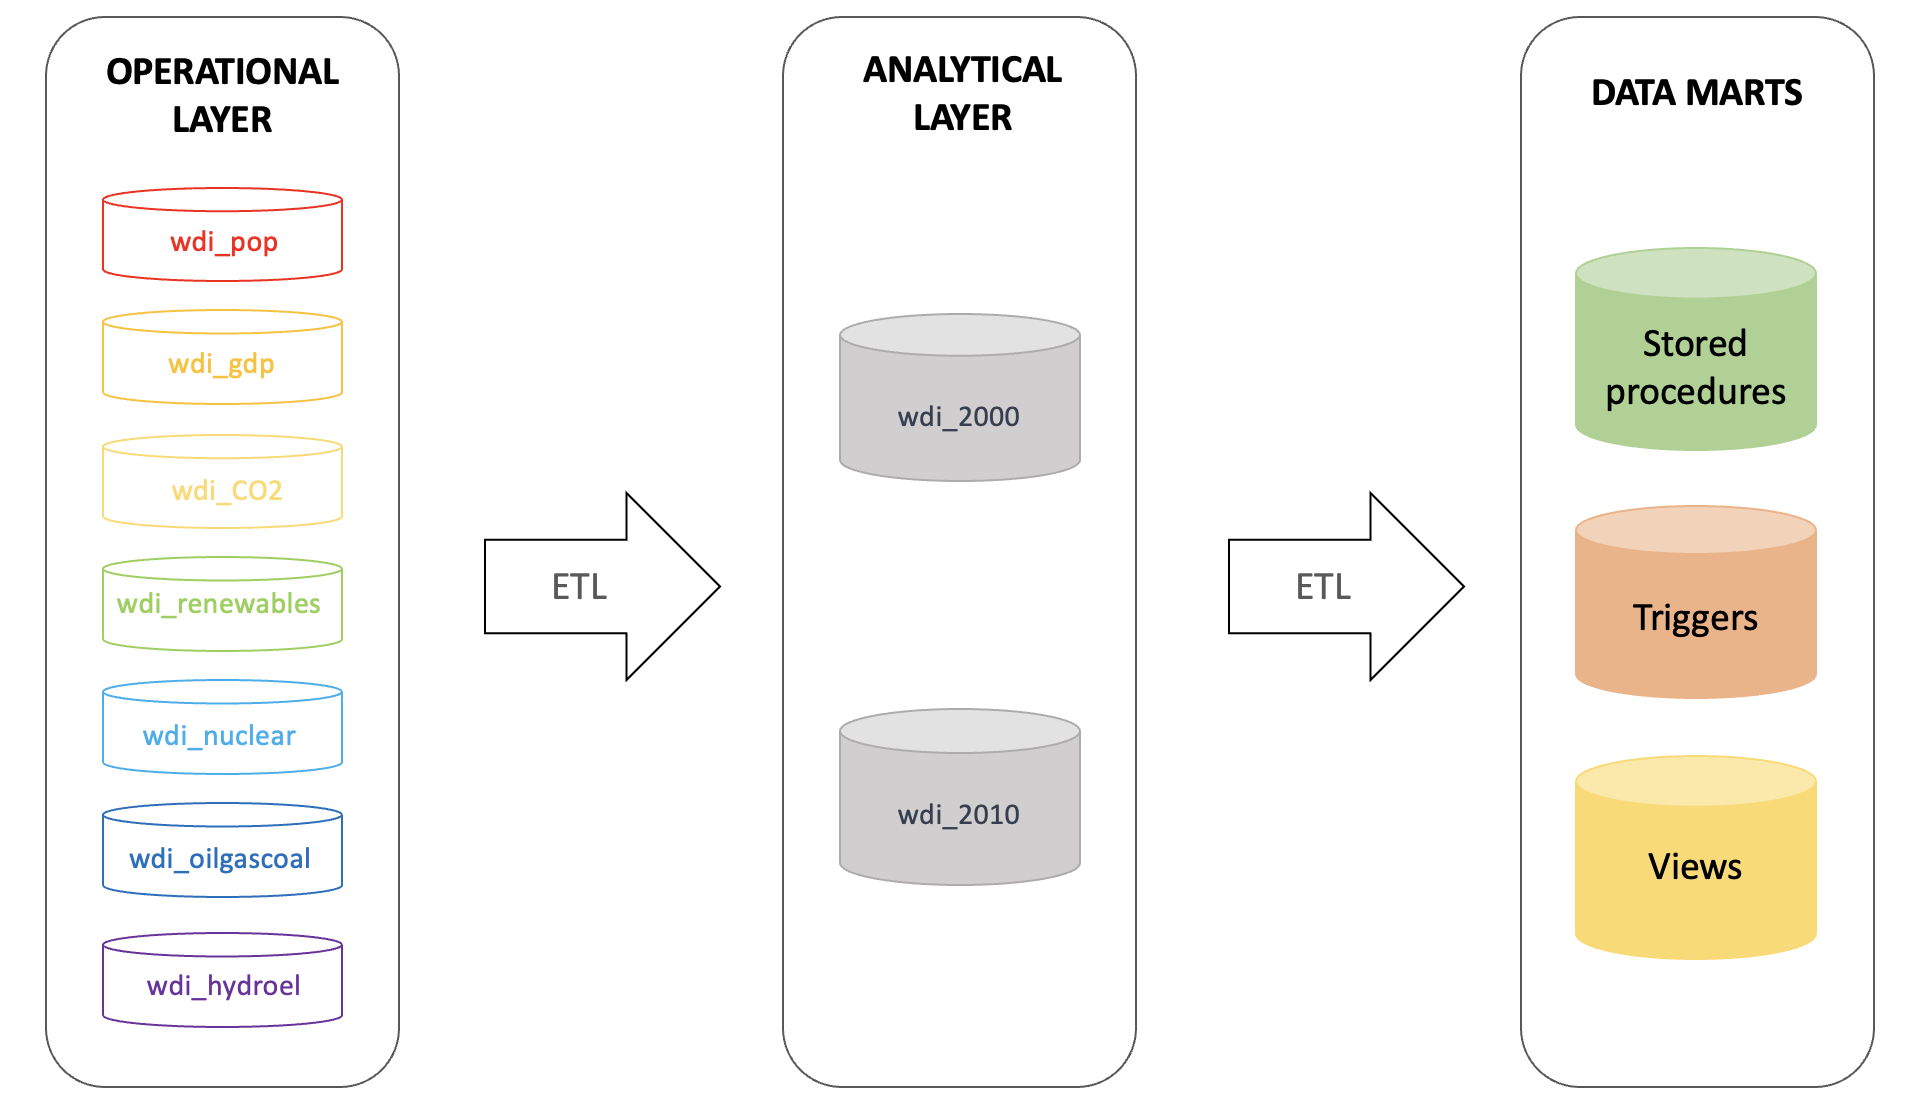 OPERATIONAL
LAYER
wdi_pop
wdi_gdp
wdi_CO2
wdi_renewables
wdi_nuclear
wdi_oilgascoal
wdi_hydroel
ETL
ANALYTICAL
LAYER
wdi_2000
wdi_2010
ETL
DATA MARTS
Stored
procedures
Triggers
Views